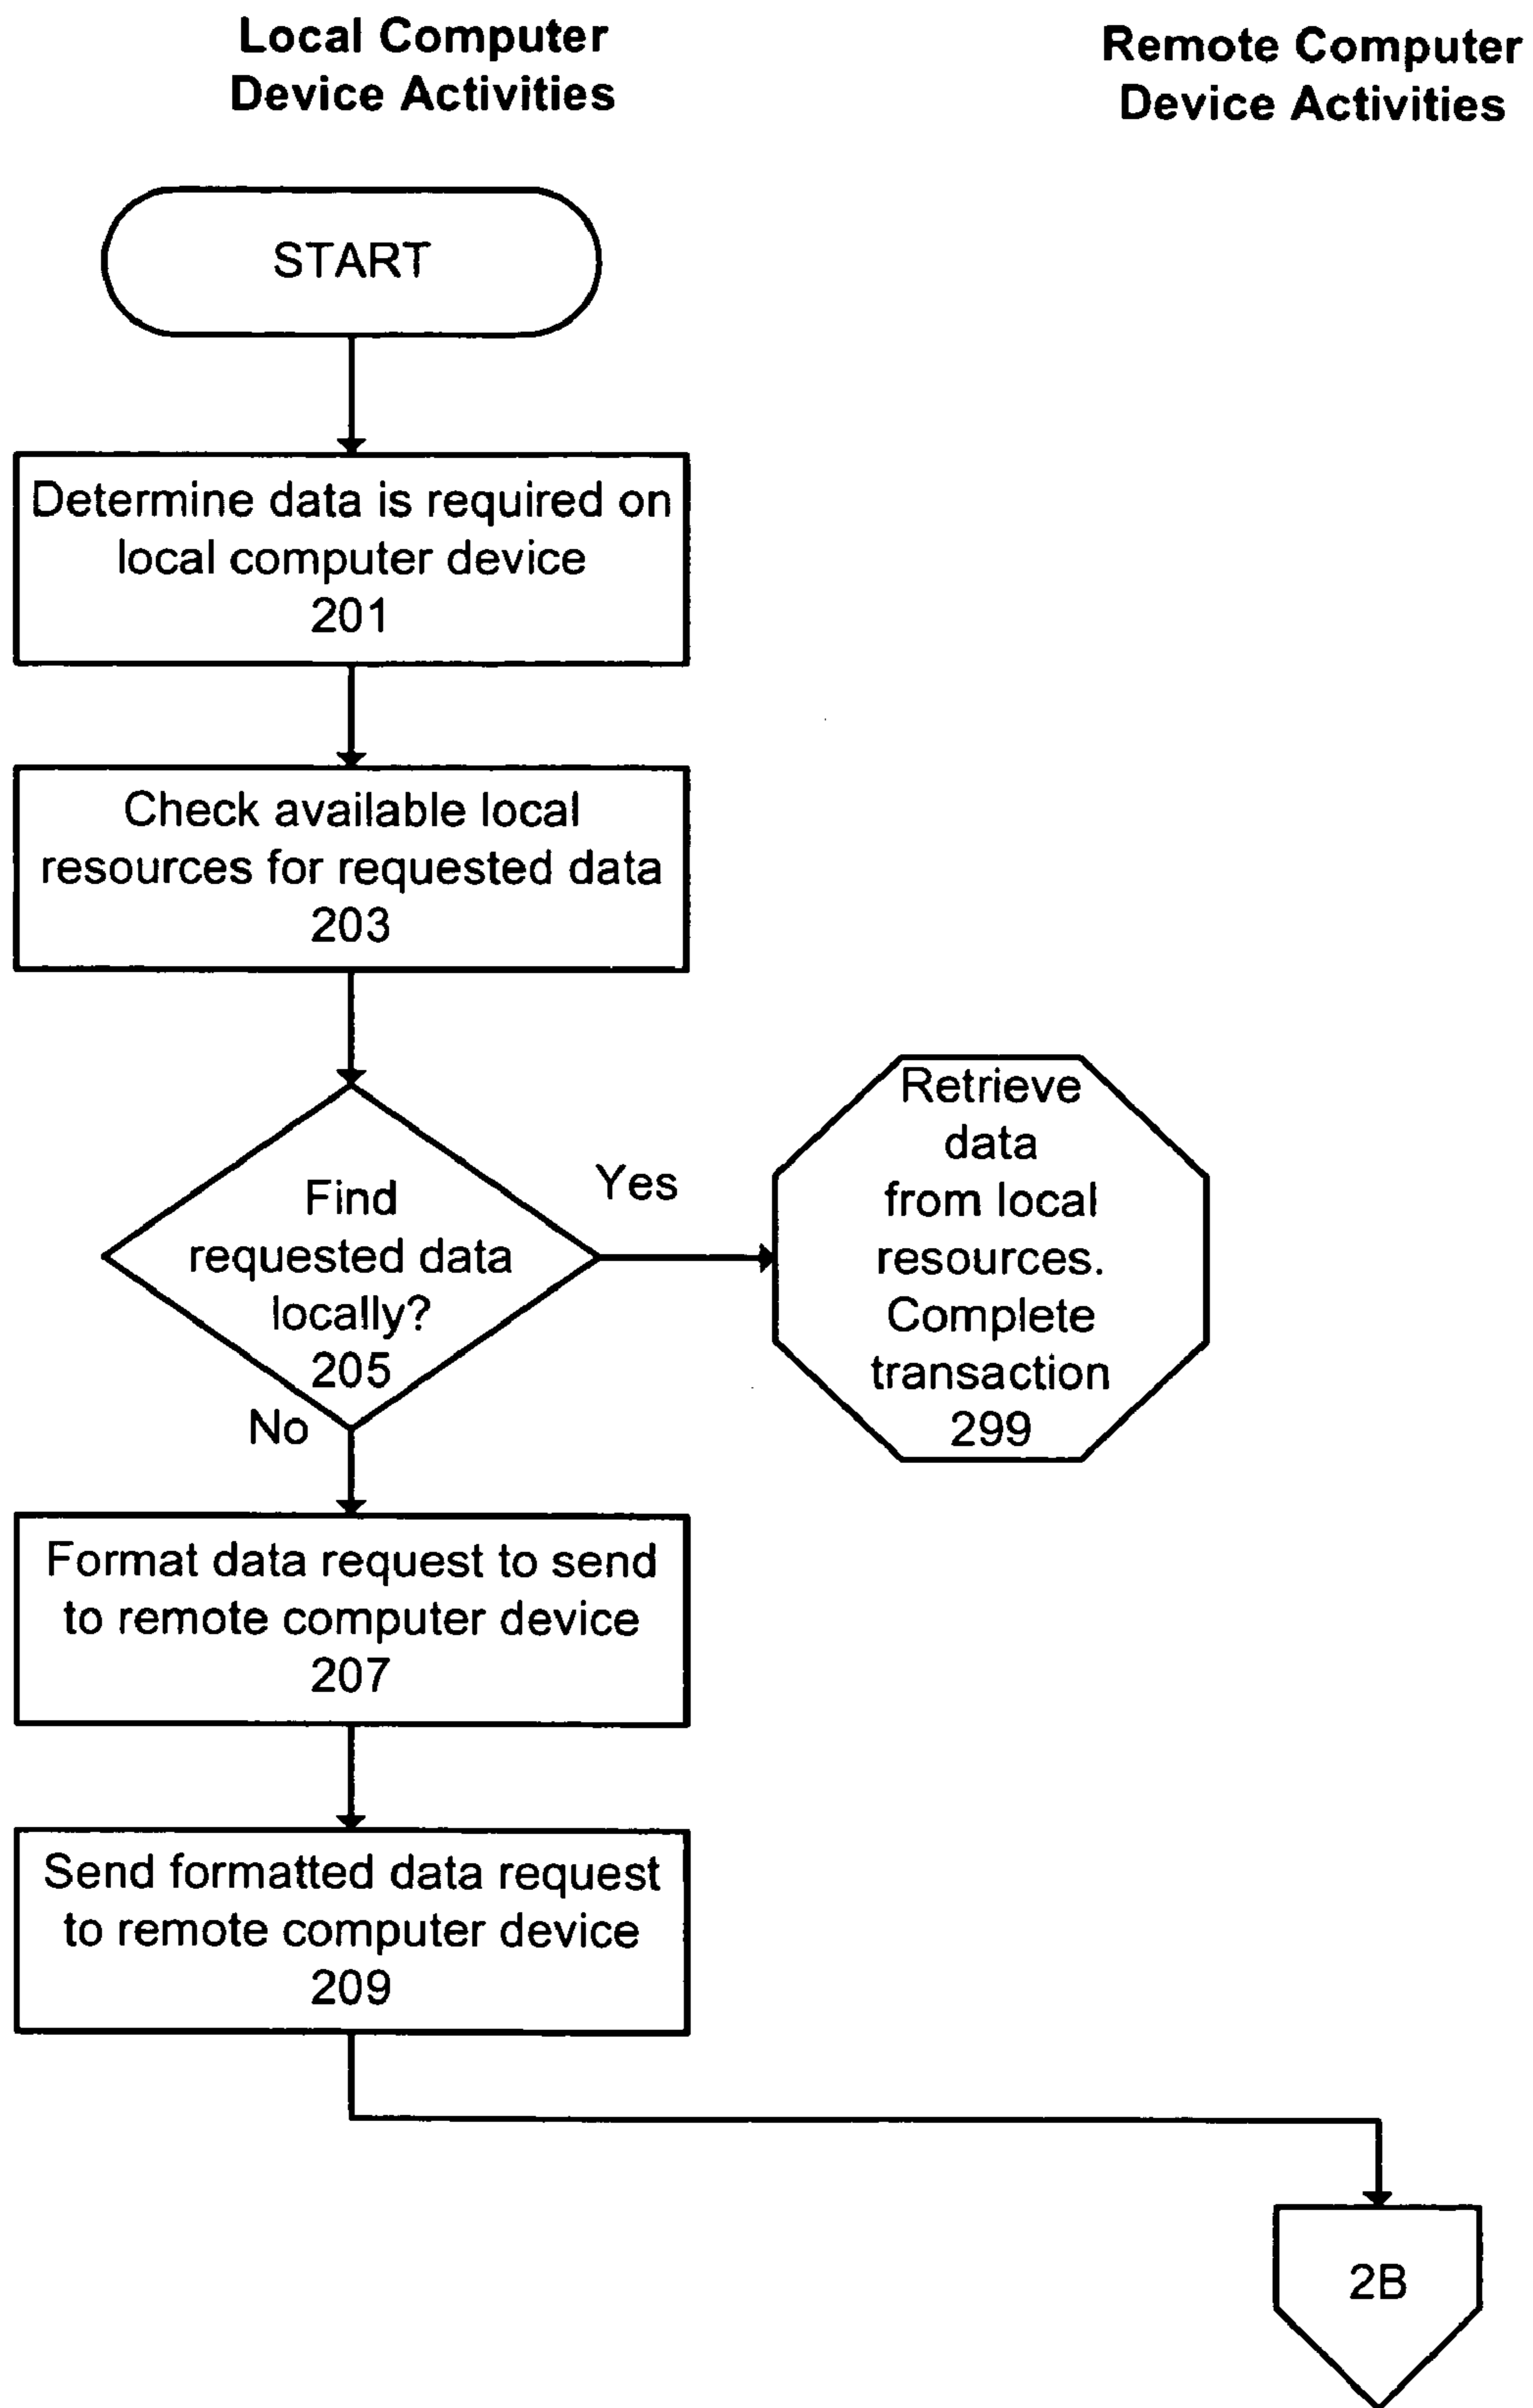 Local Computer
Device Activities
Remote Computer
Device Activities
START
Determine data is required on
local computer device
201
Check available local
resources for requested data
203
Find
requested data
locally?
205
Yes
Retrieve
data
from local
resources.
Complete
transaction
299
No
Format data request to send
to remote computer device
207
Send formatted data request
to remote computer device
209
2B